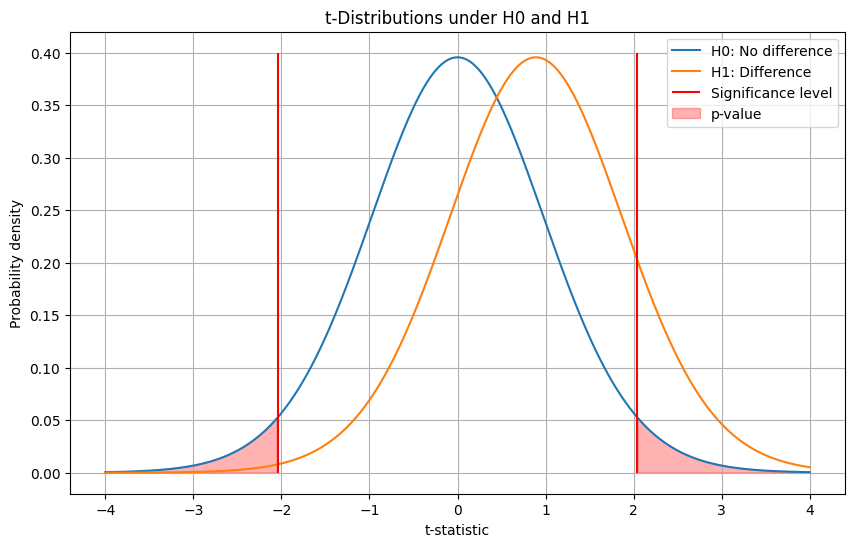 t-Distributions under H0 and H1
H0: No difference
H1: Difference
Significance level
p-value
Probability density
0.40
0.35
0.30
0.25
0.20
0.15
0.10
0.05
0.00
−4
−3
−2
−1
0
1
2
3
4
t-statistic